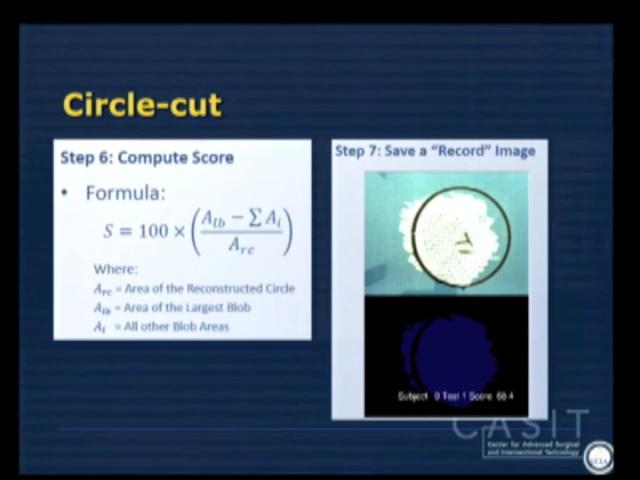 Circle-cut
Step 6: Compute Score
• Formula:
S = 100 × ( (A_lb − ∑ A_i) / A_rc )
Where:
A_rc = Area of the Reconstructed Circle
A_lb = Area of the Largest Blob
A_i = All other Blob Areas
Step 7: Save a "Record" Image
Subject 9 Test 1 Score 68 4
CASIT
Center for Advanced Surgical
and Interventional Technology
UCLA